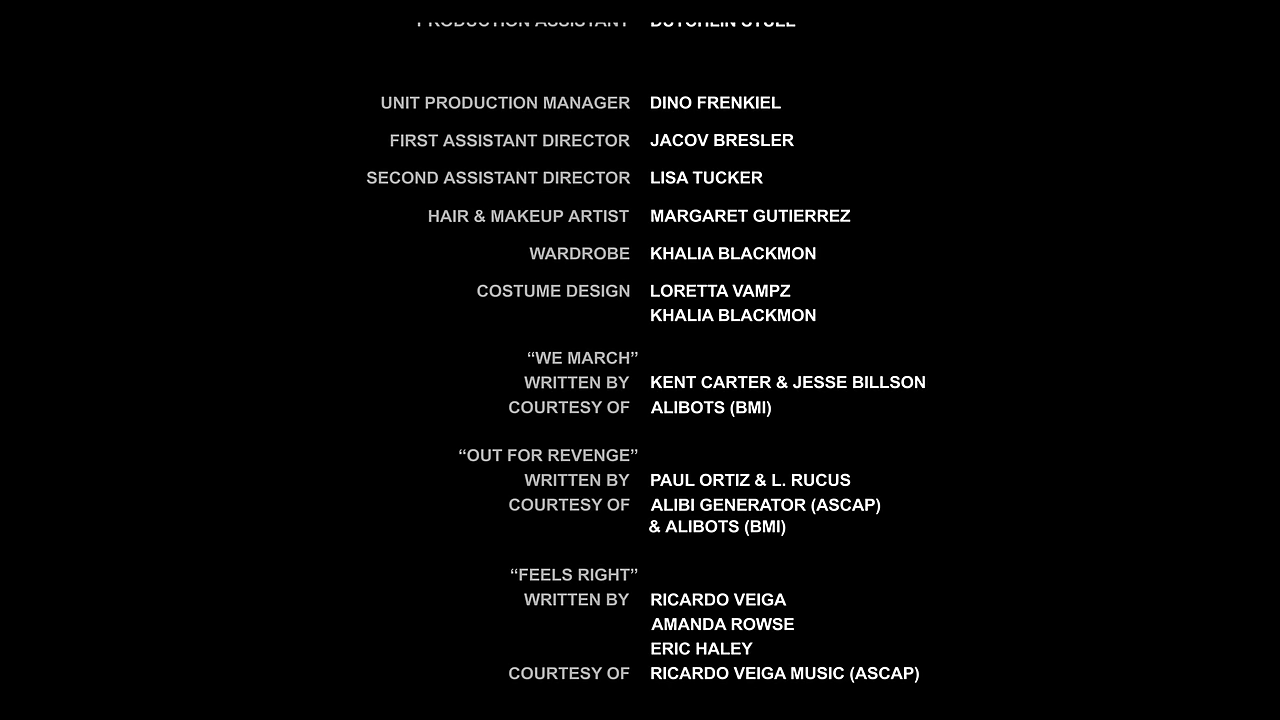 PRODUCTION ASSISTANT
UNIT PRODUCTION MANAGER DINO FRENKIEL
FIRST ASSISTANT DIRECTOR JACOV BRESLER
SECOND ASSISTANT DIRECTOR LISA TUCKER
HAIR & MAKEUP ARTIST MARGARET GUTIERREZ
WARDROBE KHALIA BLACKMON
COSTUME DESIGN LORETTA VAMPZ
KHALIA BLACKMON
“WE MARCH”
WRITTEN BY KENT CARTER & JESSE BILLSON
COURTESY OF ALIBOTS (BMI)
“OUT FOR REVENGE”
WRITTEN BY PAUL ORTIZ & L. RUCUS
COURTESY OF ALIBI GENERATOR (ASCAP)
& ALIBOTS (BMI)
“FEELS RIGHT”
WRITTEN BY RICARDO VEIGA
AMANDA ROWSE
ERIC HALEY
COURTESY OF RICARDO VEIGA MUSIC (ASCAP)